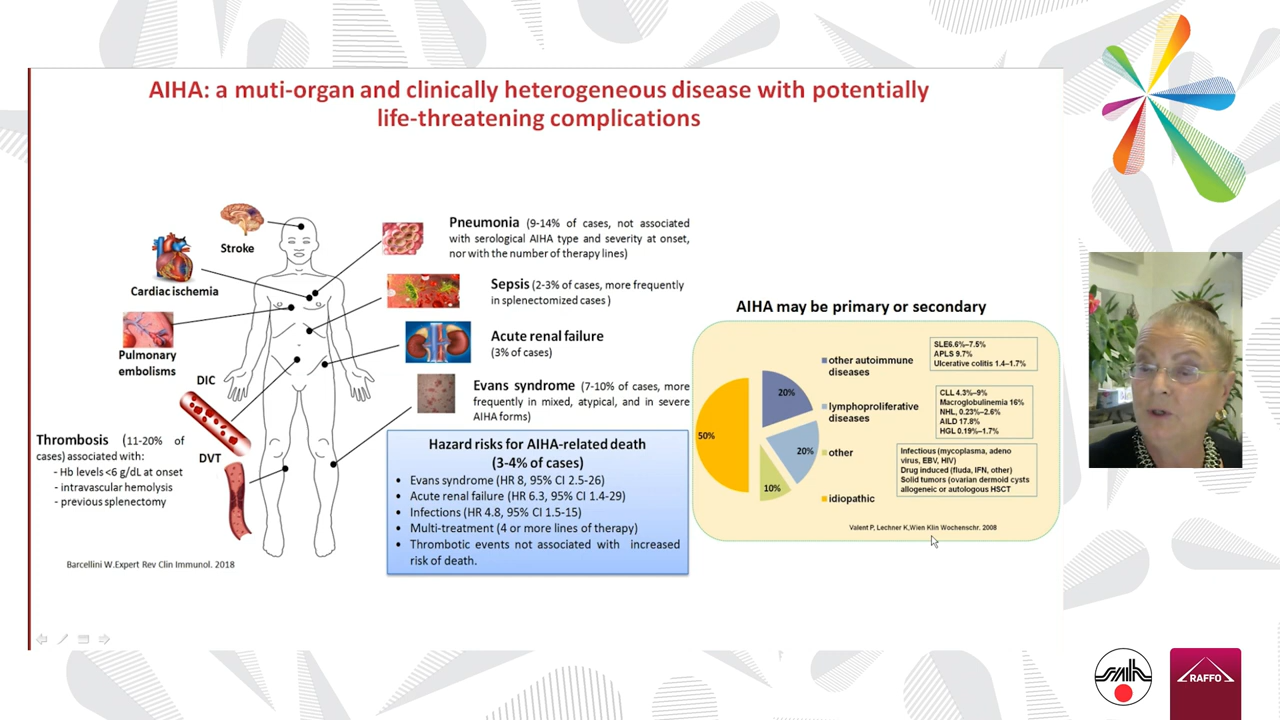 AIHA: a muti-organ and clinically heterogeneous disease with potentially
life-threatening complications
Stroke
Cardiac ischemia
Pulmonary
embolisms
DIC
DVT
Thrombosis (11-20% of
cases) associated with:
- Hb levels <6 g/dL at onset
- intravascular hemolysis
- previous splenectomy
Barcellini W.Expert Rev Clin Immunol. 2018
Pneumonia (9-14% of cases, not associated
with serological AIHA type and severity at onset,
nor with the number of therapy lines)
Sepsis (2-3% of cases, more frequently
in splenectomized cases )
Acute renal failure
(3% of cases)
Evans syndrome (7-10% of cases, more
frequently in mixed, atypical, and in severe
AIHA forms)
Hazard risks for AIHA-related death
(3-4% of cases)
• Evans syndrome (HR 8, 95% CI 2.5-26)
• Acute renal failure (HR 6.3, 95% CI 1.4-29)
• Infections (HR 4.8, 95% CI 1.5-15)
• Multi-treatment (4 or more lines of therapy)
• Thrombotic events not associated with increased
risk of death.
AIHA may be primary or secondary
50%
20%
20%
10%
other autoimmune
diseases
lymphoproliferative
diseases
other
idiopathic
SLE6.6%–7.5%
APLS 9.7%
Ulcerative colitis 1.4–1.7%
CLL 4.3%–9%
Macroglobulinemia 16%
NHL, 0.23%–2.6%
AILD 17.8%
HGL 0.19%–1.7%
Infectious (mycoplasma, adeno
virus, EBV, HIV)
Drug induced (fluda, IFN, other)
Solid tumors (ovarian dermoid cysts
allogeneic or autologous HSCT
Valent P, Lechner K,Wien Klin Wochenschr. 2008
RAFFO